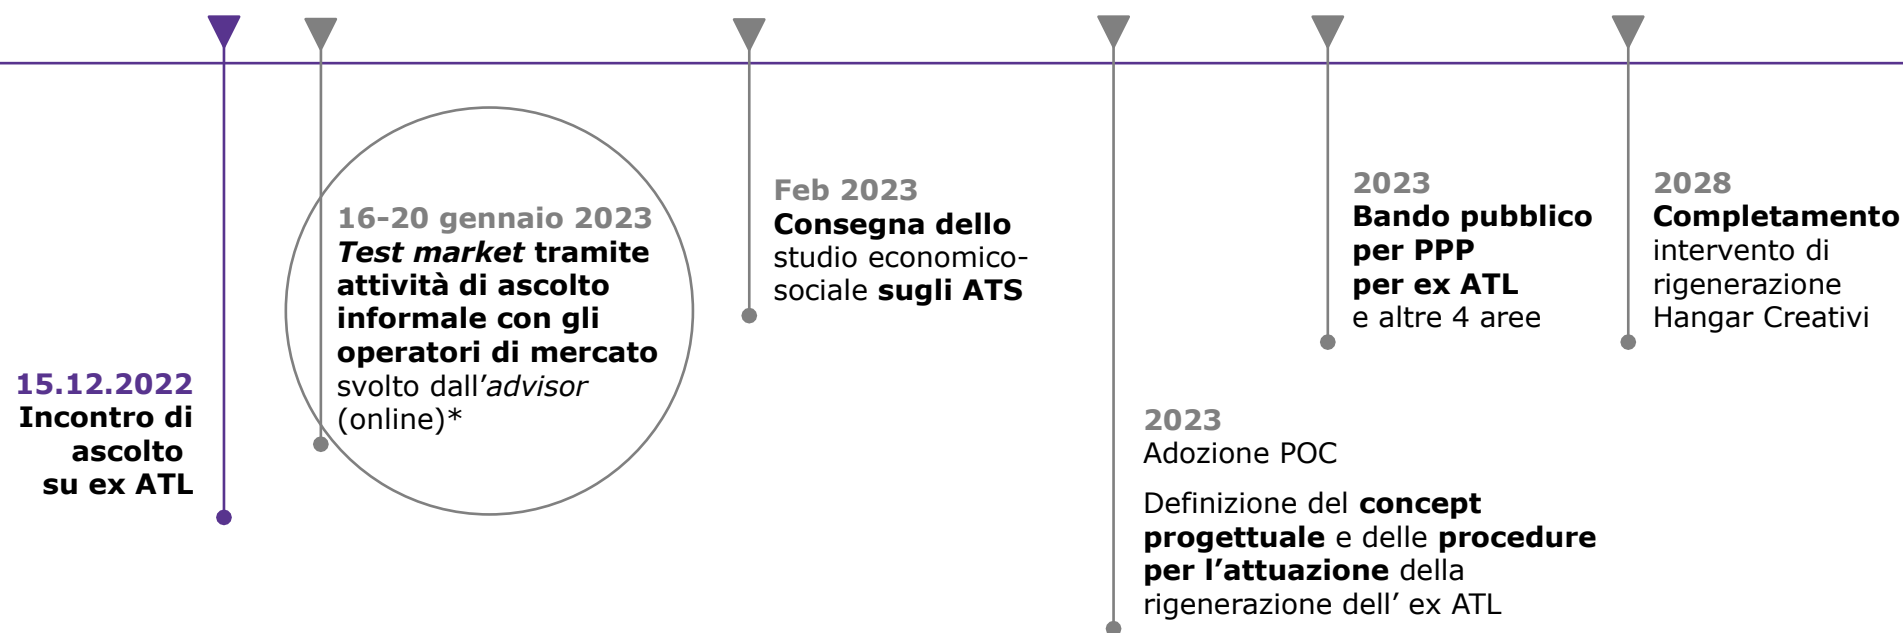 15.12.2022
Incontro di
ascolto
su ex ATL
16-20 gennaio 2023
Test market tramite
attività di ascolto
informale con gli
operatori di mercato
svolto dall’advisor
(online)*
Feb 2023
Consegna dello
studio economico-
sociale sugli ATS
2023
Adozione POC
Definizione del concept
progettuale e delle procedure
per l’attuazione della
rigenerazione dell’ ex ATL
2023
Bando pubblico
per PPP
per ex ATL
e altre 4 aree
2028
Completamento
intervento di
rigenerazione
Hangar Creativi